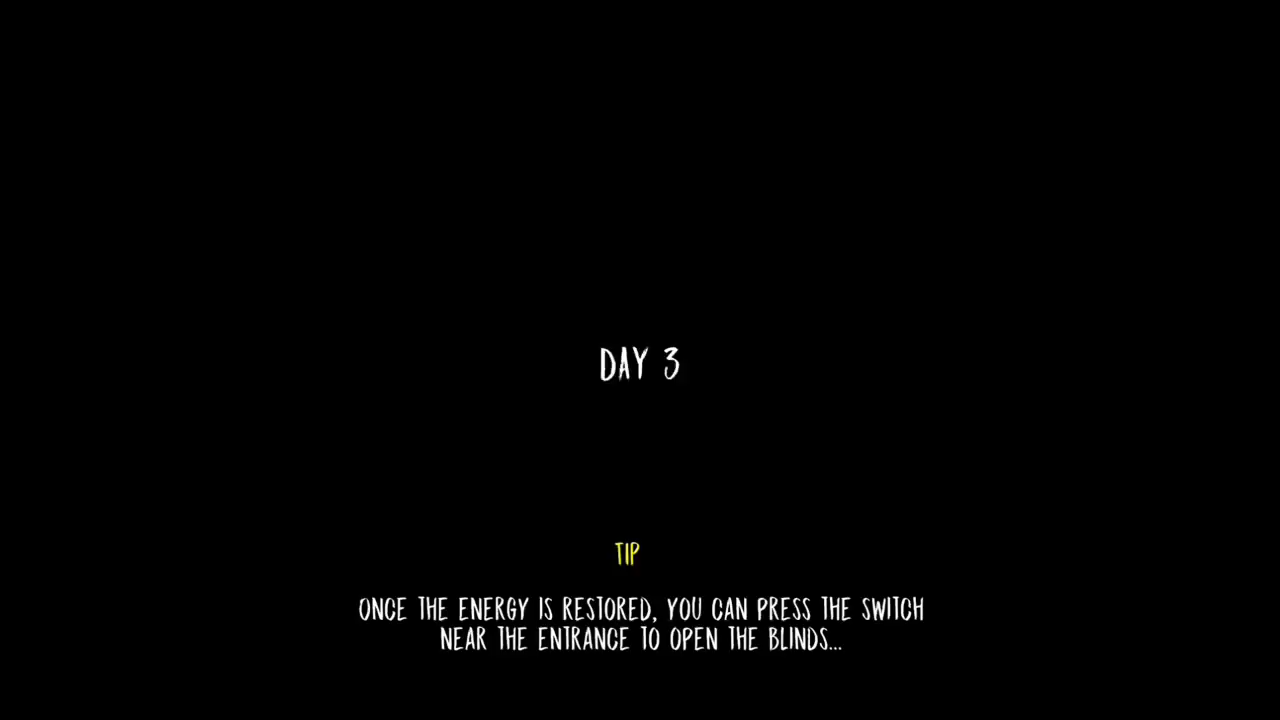 DAY 3
TIP
ONCE THE ENERGY IS RESTORED, YOU CAN PRESS THE SWITCH
NEAR THE ENTRANCE TO OPEN THE BLINDS...